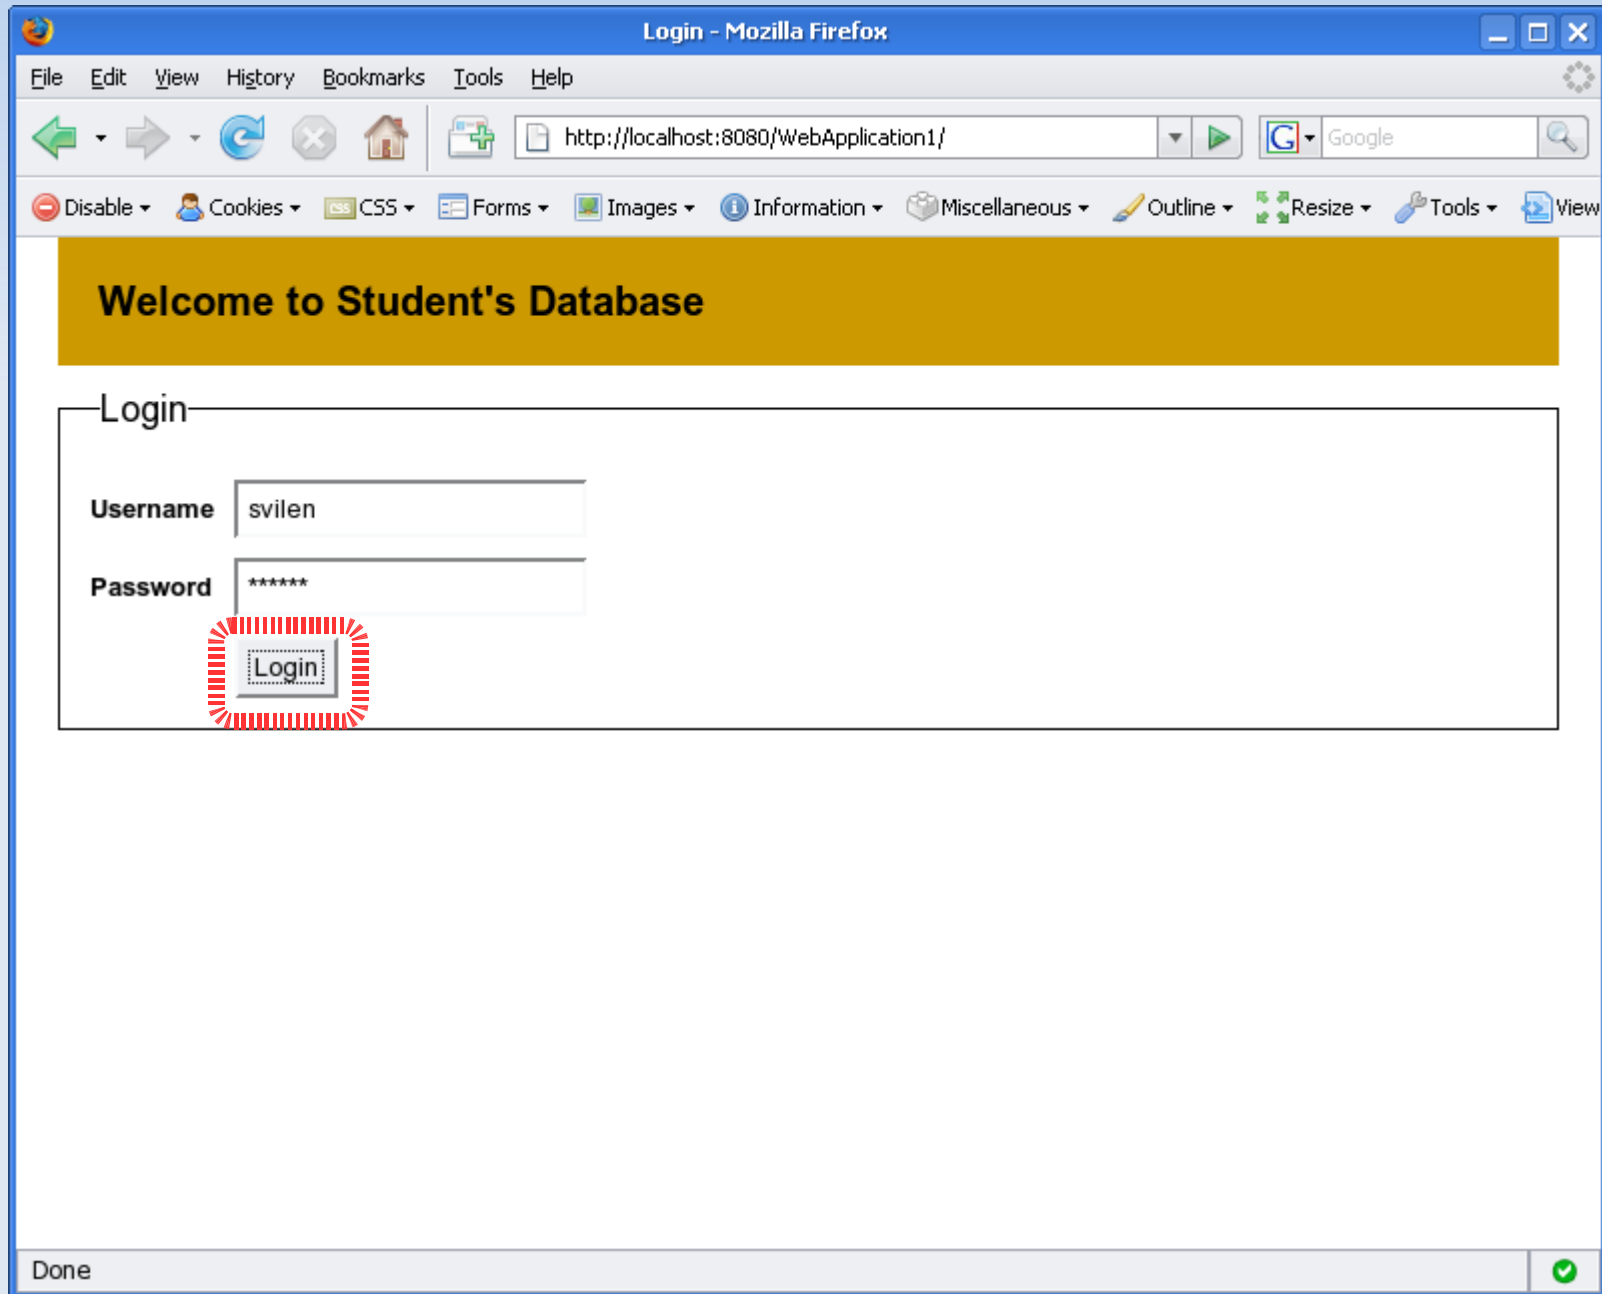 Login - Mozilla Firefox
File Edit View History Bookmarks Tools Help
http://localhost:8080/WebApplication1/ G Google
Disable Cookies CSS CSS Forms Images Information Miscellaneous Outline Resize Tools View
Welcome to Student's Database
Login
Username svilen
Password ******
Login
Done